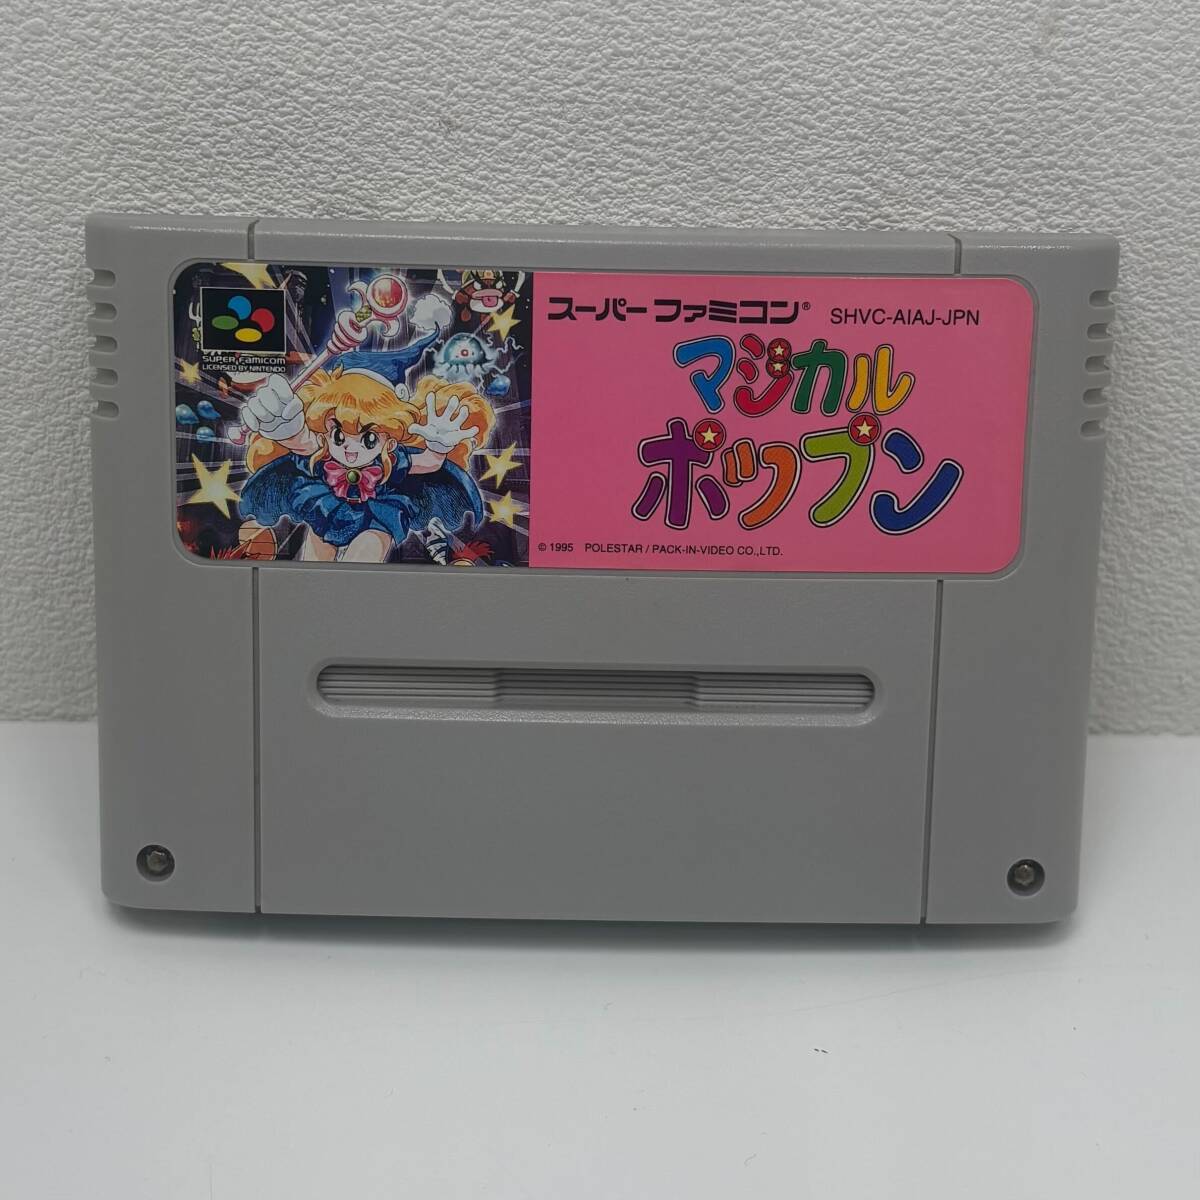 SUPER FAMICOM
LICENSED BY NINTENDO
スーパーファミコン® SHVC-AIAJ-JPN
マジカル
ポップン
© 1995 POLESTAR / PACK-IN-VIDEO CO.,LTD.